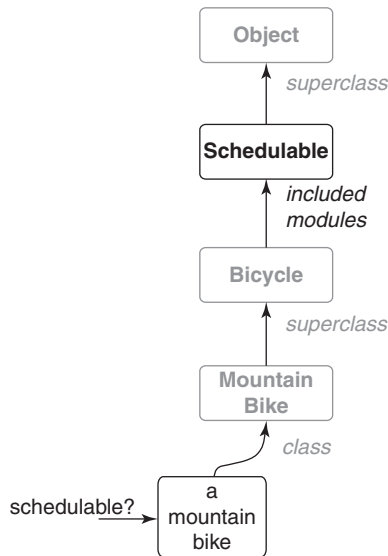 Object
superclass
Schedulable
included
modules
Bicycle
superclass
Mountain
Bike
class
schedulable?
a
mountain
bike